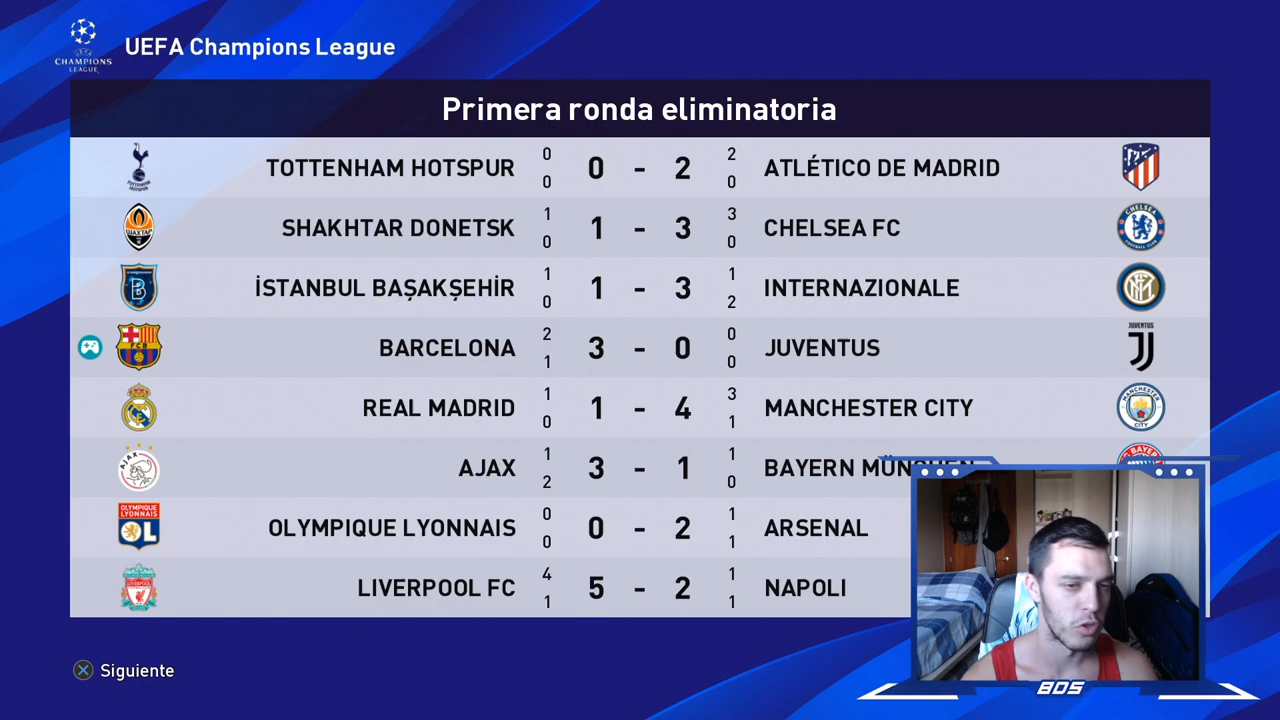 UEFA Champions League
CHAMPIONS
LEAGUE
Primera ronda eliminatoria
TOTTENHAM HOTSPUR 0 0 0 - 2 2 0 ATLÉTICO DE MADRID
SHAKHTAR DONETSK 1 0 1 - 3 3 0 CHELSEA FC
İSTANBUL BAŞAKŞEHİR 1 0 1 - 3 1 2 INTERNAZIONALE
BARCELONA 2 1 3 - 0 0 0 JUVENTUS
REAL MADRID 1 0 1 - 4 3 1 MANCHESTER CITY
AJAX 1 2 3 - 1 1 0 BAYERN MÜNCHEN
OLYMPIQUE LYONNAIS 0 0 0 - 2 1 1 ARSENAL
LIVERPOOL FC 4 1 5 - 2 1 1 NAPOLI
Siguiente
BDS